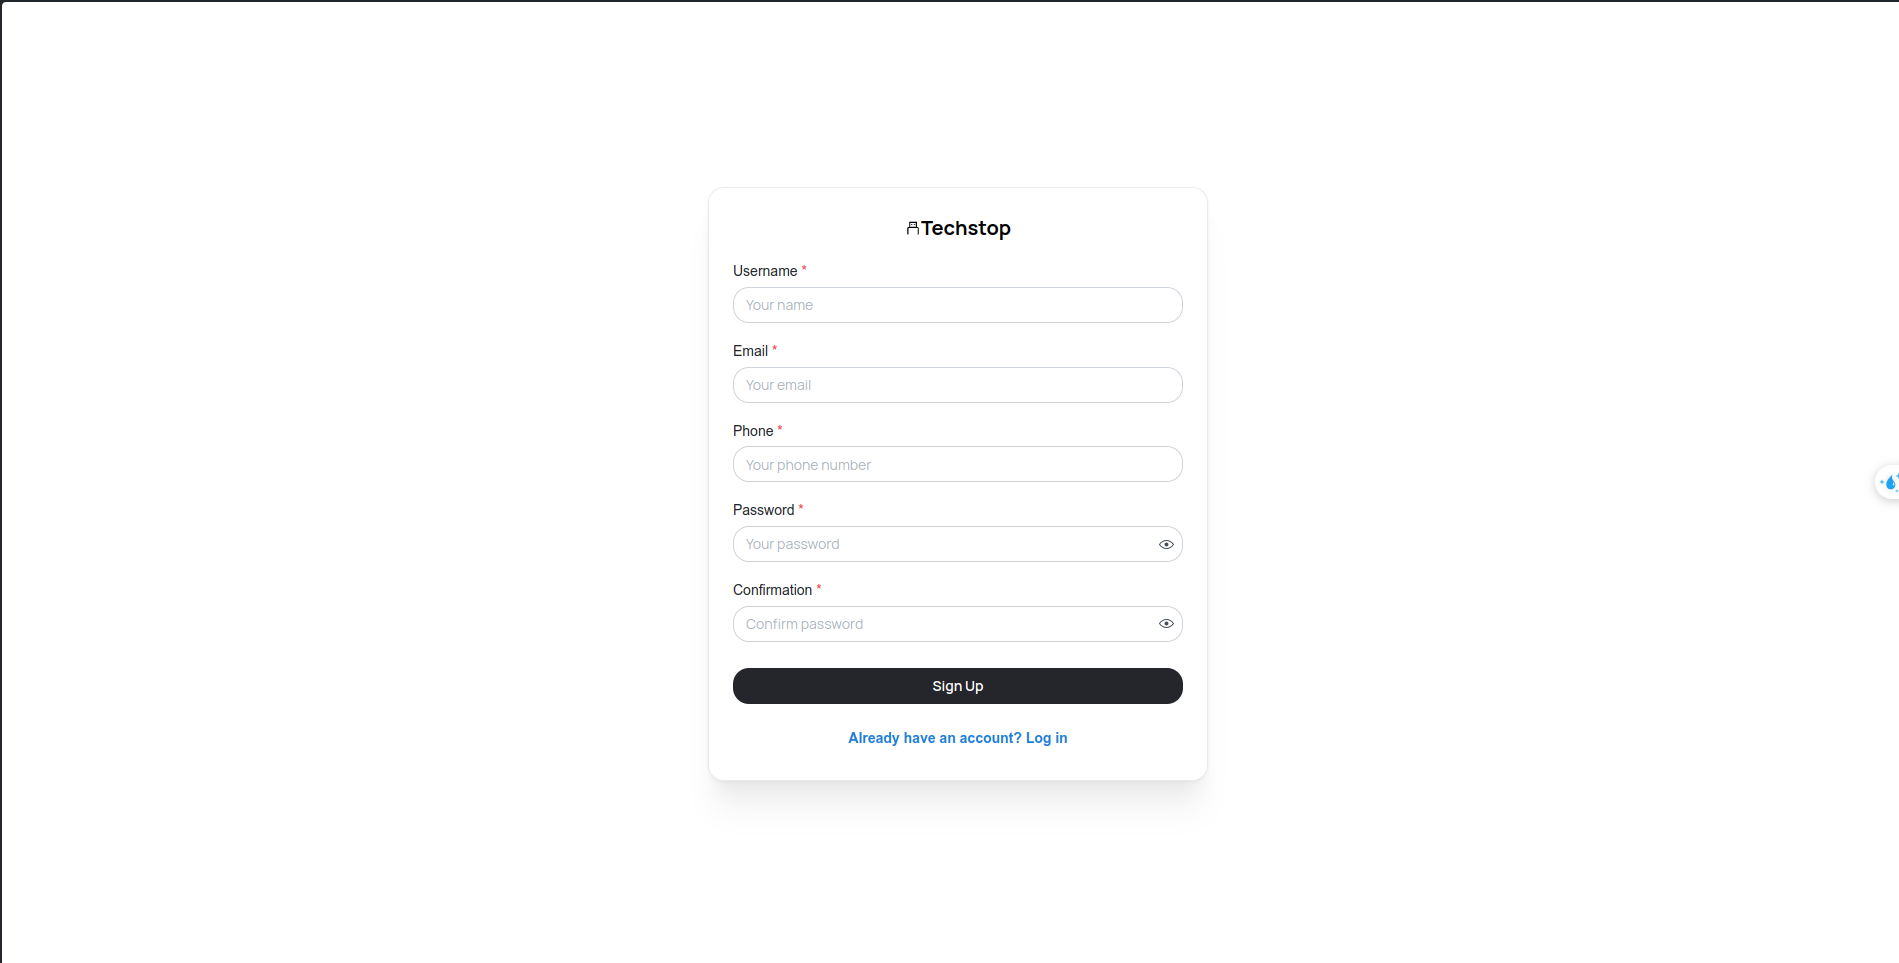 Techstop
Username *
Your name
Email *
Your email
Phone *
Your phone number
Password *
Your password
Confirmation *
Confirm password
Sign Up
Already have an account? Log in